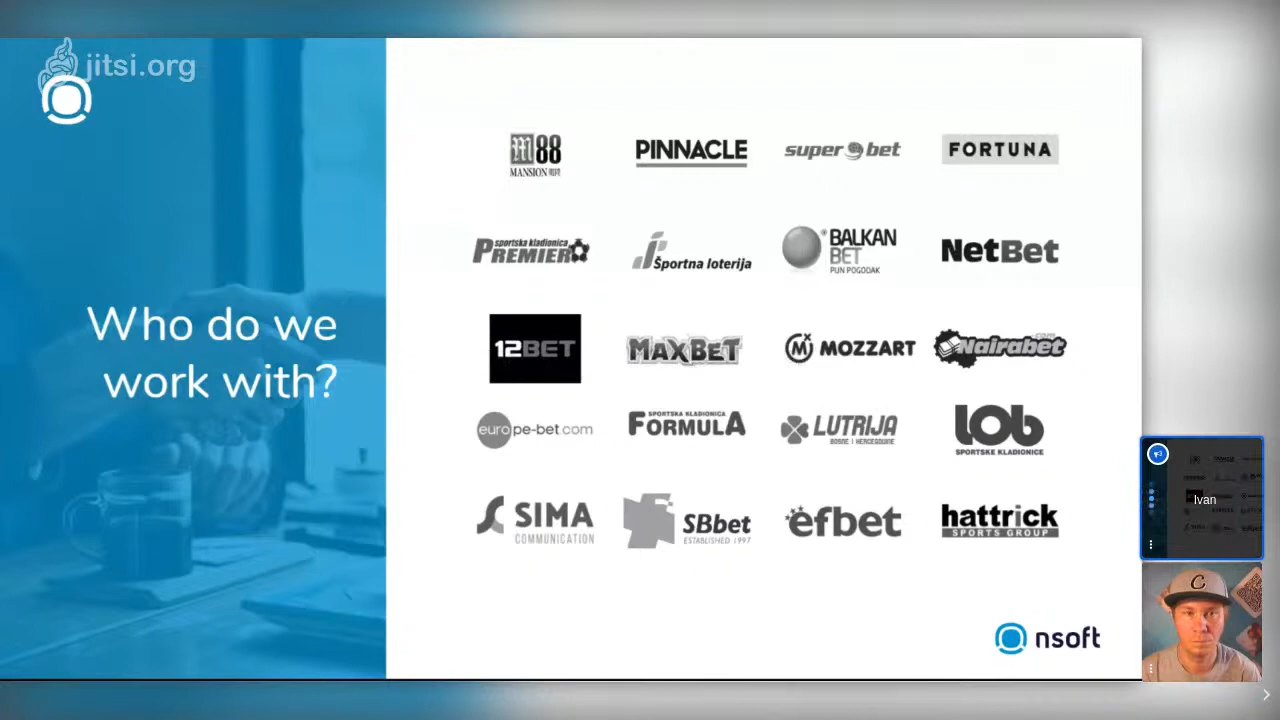 jitsi.org
Who do we
work with?
M88
MANSION
PINNACLE
super bet
FORTUNA
sportska kladionica
PREMIER
Športna loterija
BALKAN
BET
PUN POGODAK
NetBet
12BET
MAXBET
MOZZART
Nairabet
.com
europe-bet.com
SPORTSKA KLADIONICA
FORMULA
LUTRIJA
BOSNE I HERCEGOVINE
lob
SPORTSKE KLADIONICE
SIMA
COMMUNICATION
SBbet
ESTABLISHED 1997
efbet
hattrick
SPORTS GROUP
nsoft
Ivan
C